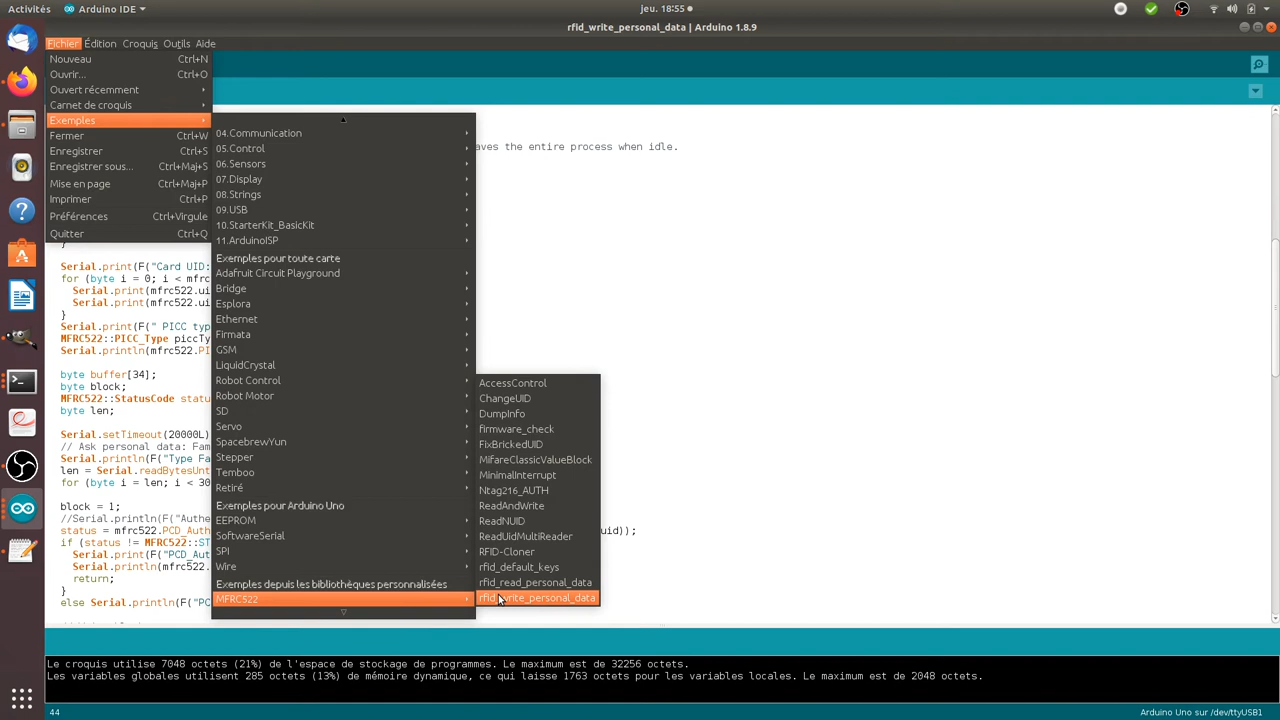 Activités Arduino IDE jeu. 18:55
rfid_write_personal_data | Arduino 1.8.9
Fichier Édition Croquis Outils Aide
Nouveau Ctrl+N
Ouvrir... Ctrl+O
Ouvert récemment
Carnet de croquis
Exemples
Fermer Ctrl+W
Enregistrer Ctrl+S
Enregistrer sous... Ctrl+Maj+S
Mise en page Ctrl+Maj+P
Imprimer Ctrl+P
Préférences Ctrl+Virgule
Quitter Ctrl+Q
04.Communication
05.Control
06.Sensors
07.Display
08.Strings
09.USB
10.StarterKit_BasicKit
11.ArduinoISP
Exemples pour toute carte
Adafruit Circuit Playground
Bridge
Esplora
Ethernet
Firmata
GSM
LiquidCrystal
Robot Control
Robot Motor
SD
Servo
SpacebrewYun
Stepper
Temboo
Retiré
Exemples pour Arduino Uno
EEPROM
SoftwareSerial
SPI
Wire
Exemples depuis les bibliothèques personnalisées
MFRC522
AccessControl
ChangeUID
DumpInfo
firmware_check
FixBrickedUID
MifareClassicValueBlock
MinimalInterrupt
Ntag216_AUTH
ReadAndWrite
ReadNUID
ReadUidMultiReader
RFID-Cloner
rfid_default_keys
rfid_read_personal_data
rfid_write_personal_data
aves the entire process when idle.
}
Serial.print(F("Card UID:
for (byte i = 0; i < mfrc
Serial.print(mfrc522.ui
Serial.print(mfrc522.ui
}
Serial.print(F(" PICC typ
MFRC522::PICC_Type piccTy
Serial.println(mfrc522.PI
byte buffer[34];
byte block;
MFRC522::StatusCode statu
byte len;
Serial.setTimeout(20000L)
// Ask personal data: Fam
Serial.println(F("Type Fa
len = Serial.readBytesUnt
for (byte i = len; i < 30
block = 1;
//Serial.println(F("Authe
status = mfrc522.PCD_Auth uid));
if (status != MFRC522::ST
Serial.print(F("PCD_Aut
Serial.println(mfrc522.
return;
}
else Serial.println(F("PC
Le croquis utilise 7048 octets (21%) de l'espace de stockage de programmes. Le maximum est de 32256 octets.
Les variables globales utilisent 285 octets (13%) de mémoire dynamique, ce qui laisse 1763 octets pour les variables locales. Le maximum est de 2048 octets.
44 Arduino Uno sur /dev/ttyUSB1